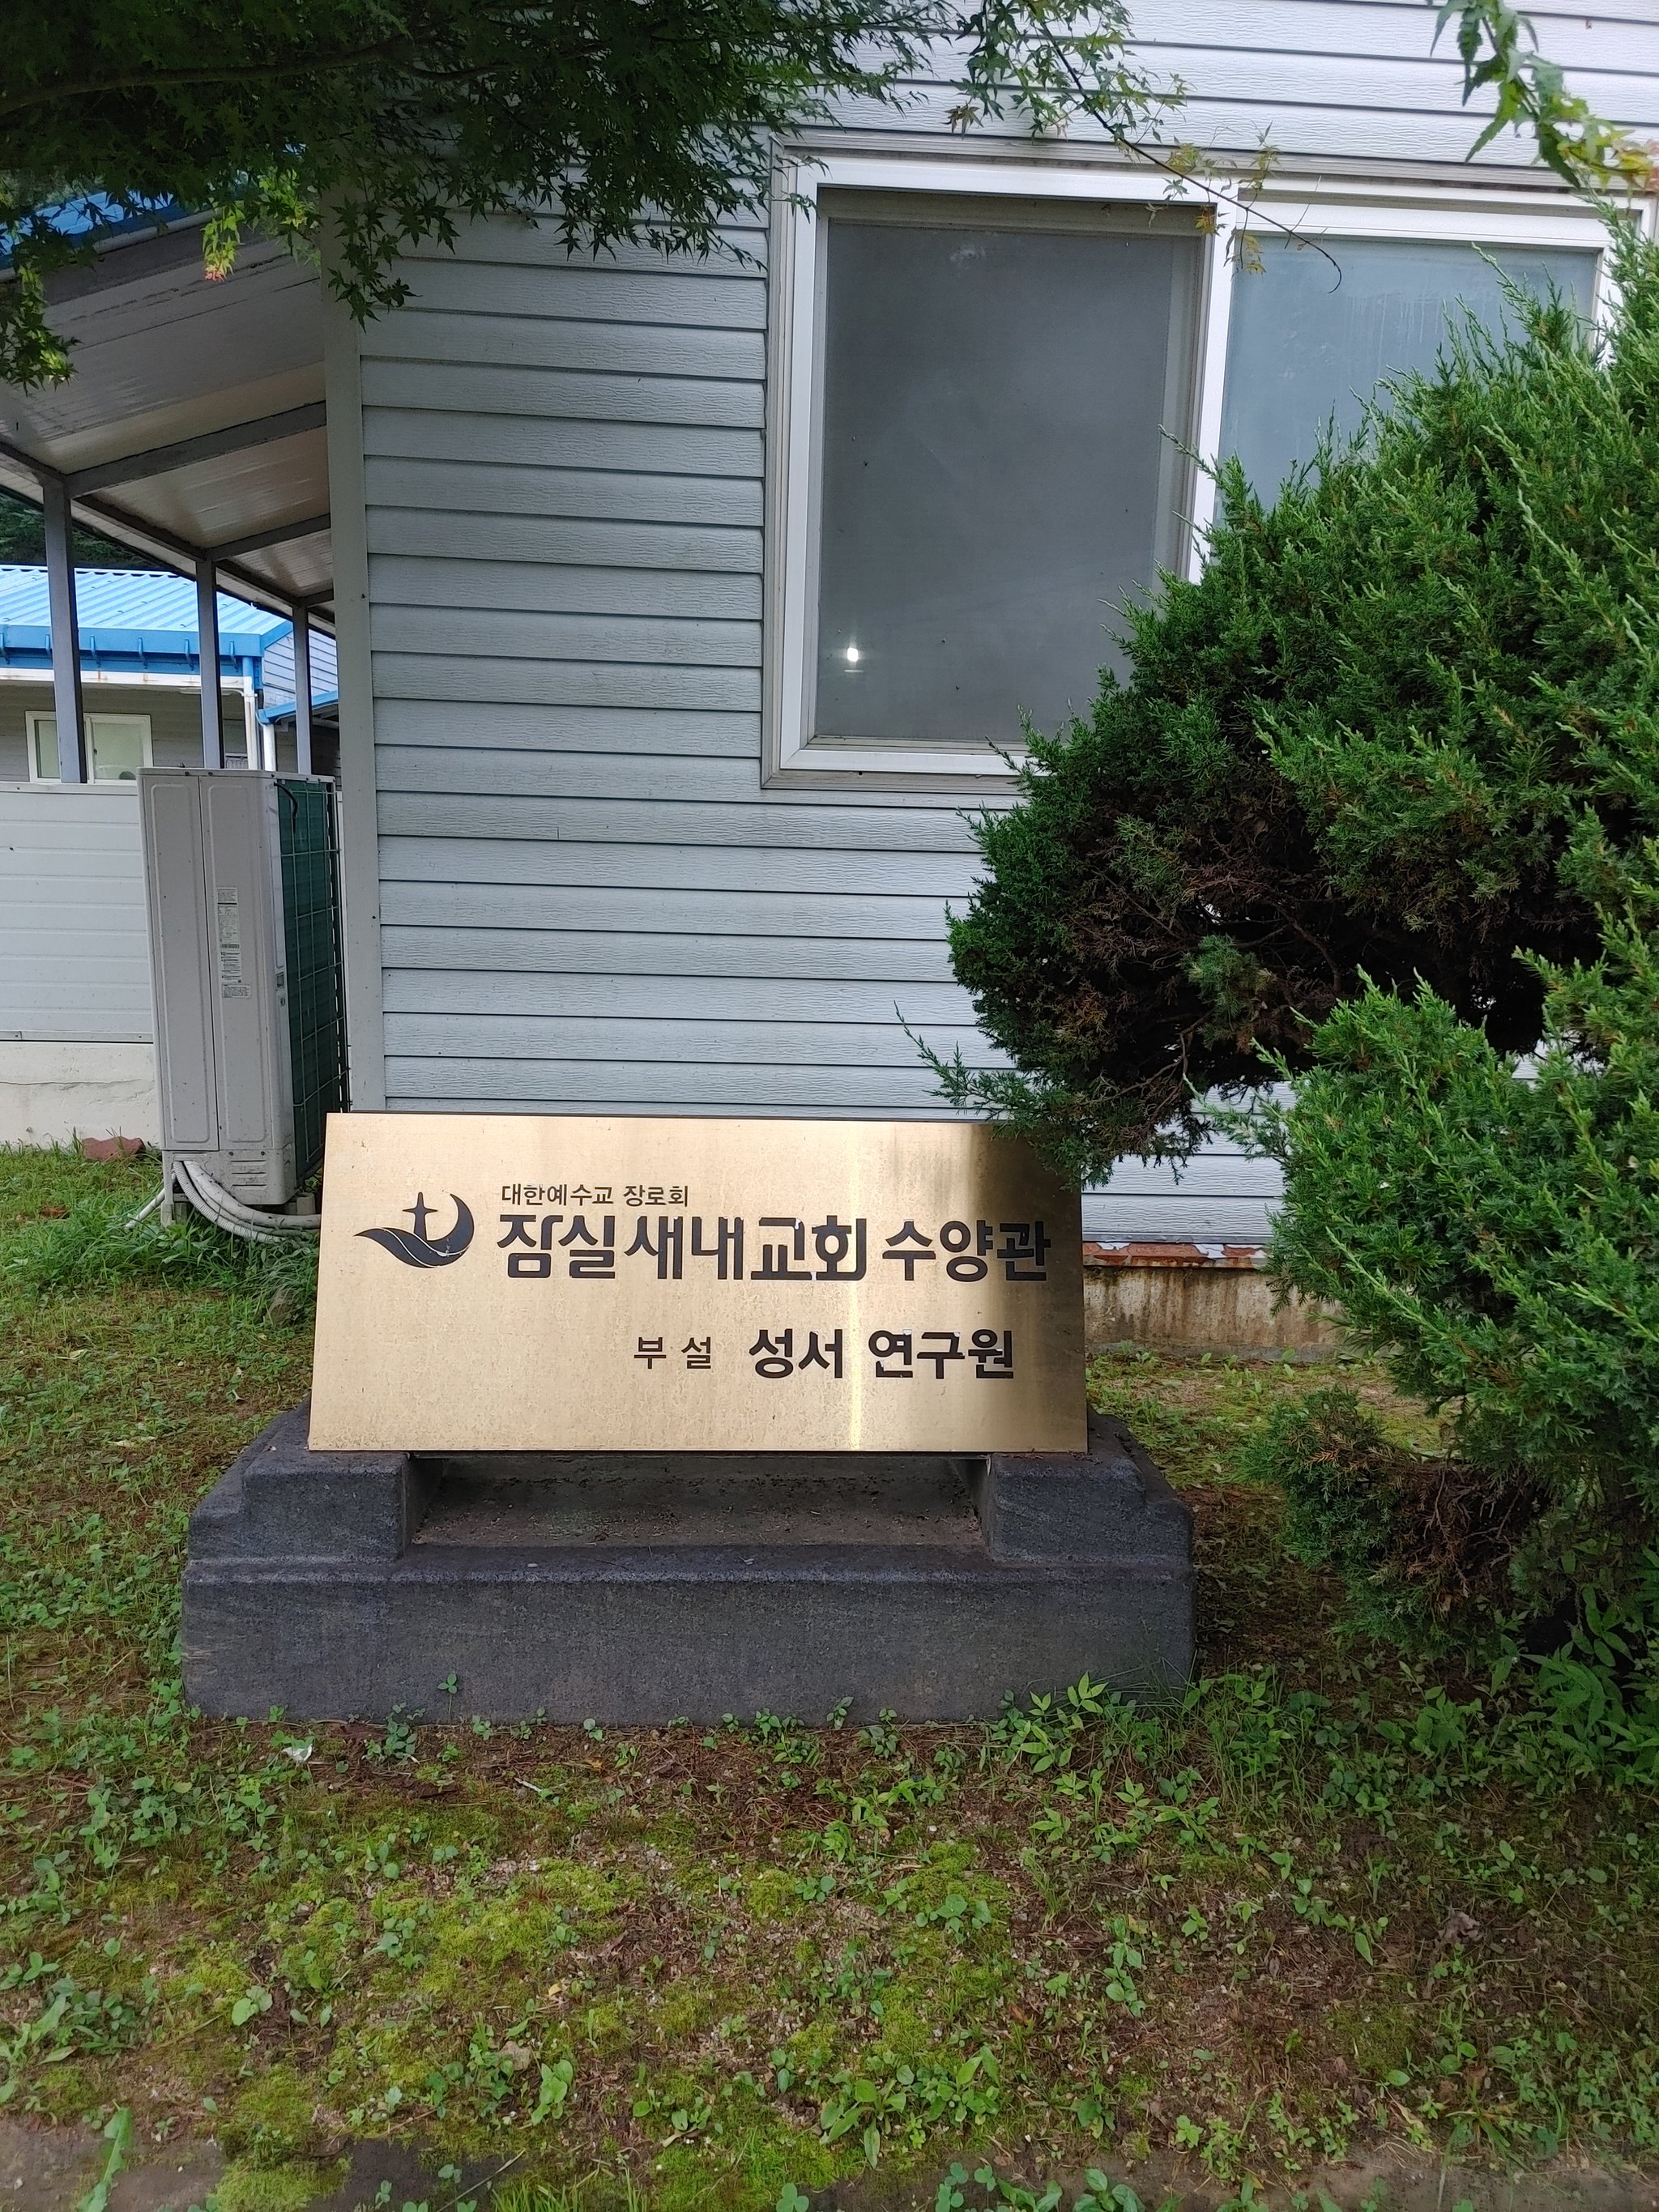 대한예수교 장로회
잠실새내교회 수양관
부설 성서 연구원